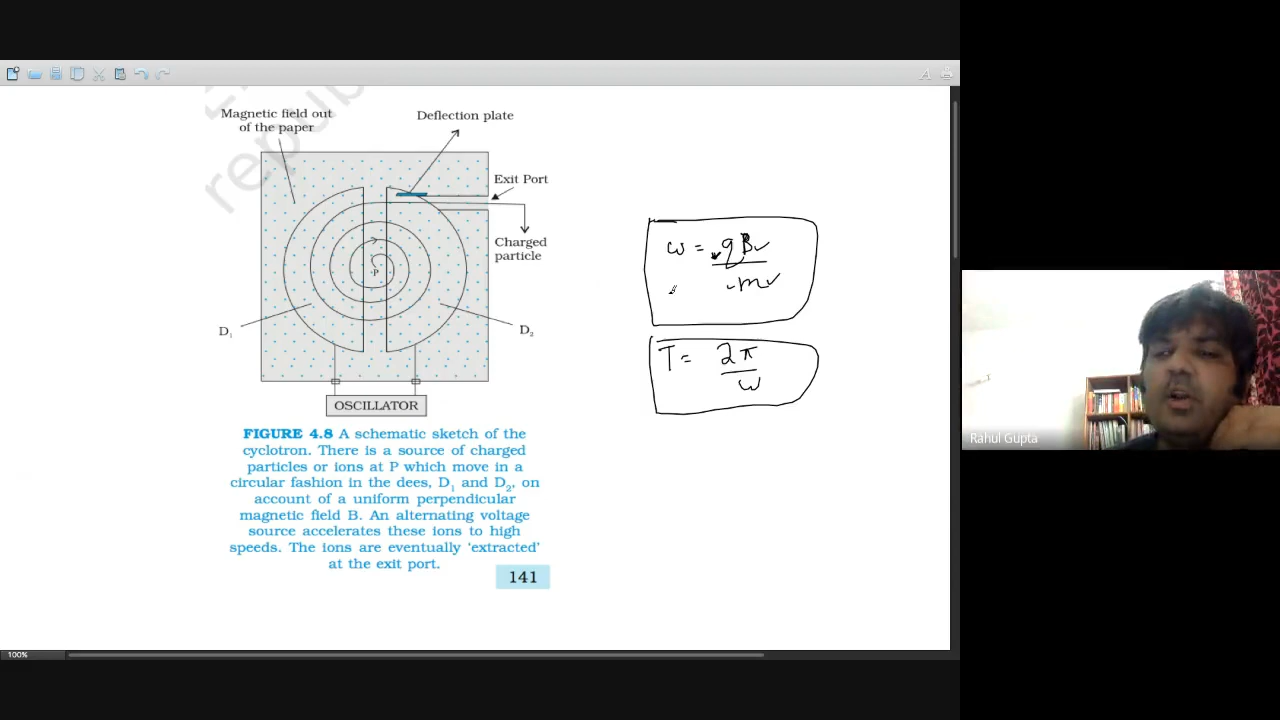 republ
Magnetic field out
of the paper
Deflection plate
Exit Port
Charged
particle
P
D₁
D₂
OSCILLATOR
FIGURE 4.8 A schematic sketch of the
cyclotron. There is a source of charged
particles or ions at P which move in a
circular fashion in the dees, D₁ and D₂, on
account of a uniform perpendicular
magnetic field B. An alternating voltage
source accelerates these ions to high
speeds. The ions are eventually ‘extracted’
at the exit port.
141
ω = qB
m
T = 2π
ω
Rahul Gupta
100%